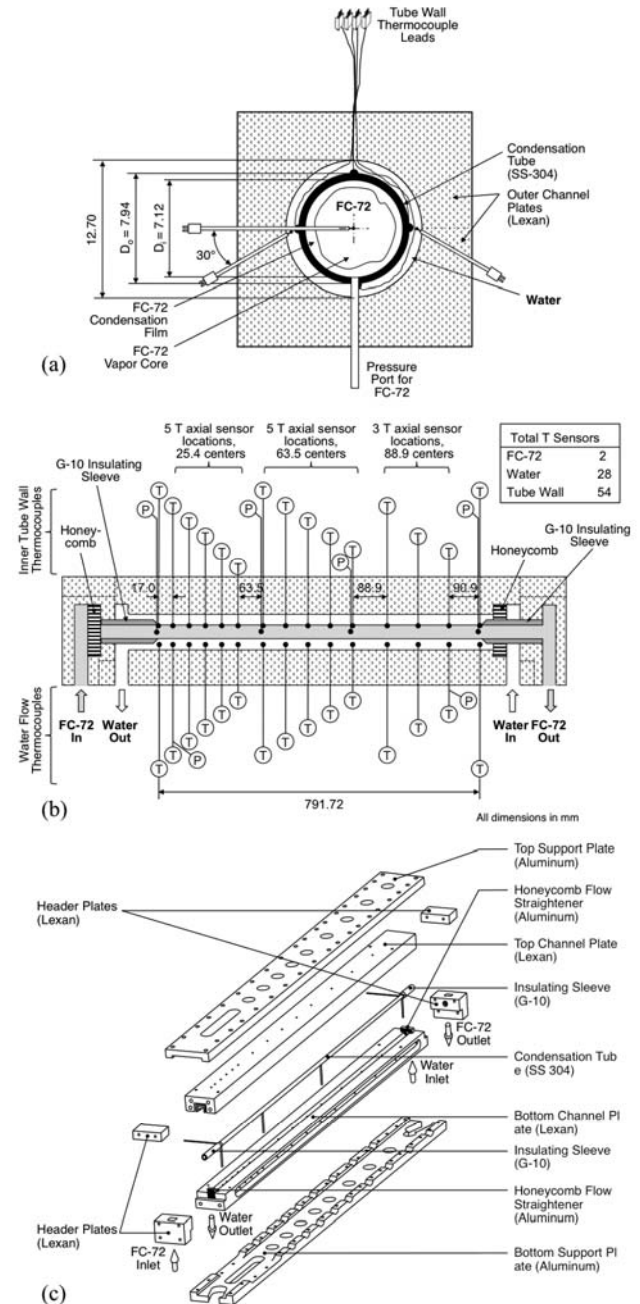 Tube Wall
Thermocouple
Leads
Condensation
Tube
(SS-304)
Outer Channel
Plates
(Lexan)
12.70
Do = 7.94
Di = 7.12
FC-72
30°
Water
FC-72
Condensation
Film
FC-72
Vapor Core
Pressure
Port for
FC-72
(a)
5 T axial sensor
locations,
25.4 centers
5 T axial sensor
locations,
63.5 centers
3 T axial sensor
locations,
88.9 centers
Total T Sensors
FC-72 2
Water 28
Tube Wall 54
G-10 Insulating
Sleeve
Honey-
comb
Inner Tube Wall
Thermocouples
G-10 Insulating
Sleeve
Honeycomb
T T T T T T T T T T T T T T
P P P P
17.0 63.5 88.9 90.9
FC-72
In
Water
Out
Water
In
FC-72
Out
Water Flow
Thermocouples
T T T T T T T T T T T T T T
P P
791.72
All dimensions in mm
(b)
Top Support Plate
(Aluminum)
Honeycomb Flow
Straightener
(Aluminum)
Header Plates
(Lexan)
Top Channel Plate
(Lexan)
Insulating Sleeve
(G-10)
FC-72
Outlet
Water
Inlet
Condensation Tub
e (SS 304)
Bottom Channel Pl
ate (Lexan)
Insulating Sleeve
(G-10)
Honeycomb Flow
Straightener
(Aluminum)
Water
Outlet
Header Plates
(Lexan)
FC-72
Inlet
Bottom Support Pl
ate (Aluminum)
(c)